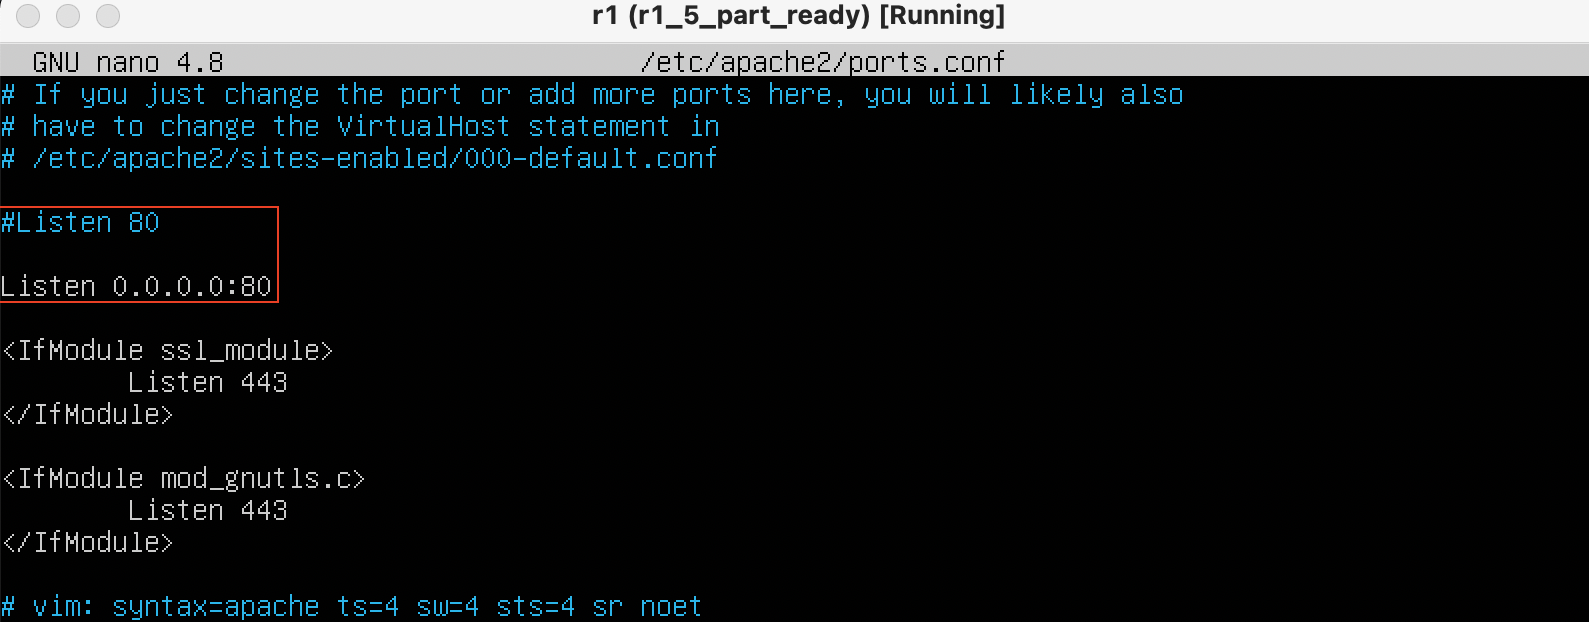 r1 (r1_5_part_ready) [Running]
GNU nano 4.8 /etc/apache2/ports.conf
# If you just change the port or add more ports here, you will likely also
# have to change the VirtualHost statement in
# /etc/apache2/sites-enabled/000-default.conf
#Listen 80
Listen 0.0.0.0:80
<IfModule ssl_module>
Listen 443
</IfModule>
<IfModule mod_gnutls.c>
Listen 443
</IfModule>
# vim: syntax=apache ts=4 sw=4 sts=4 sr noet